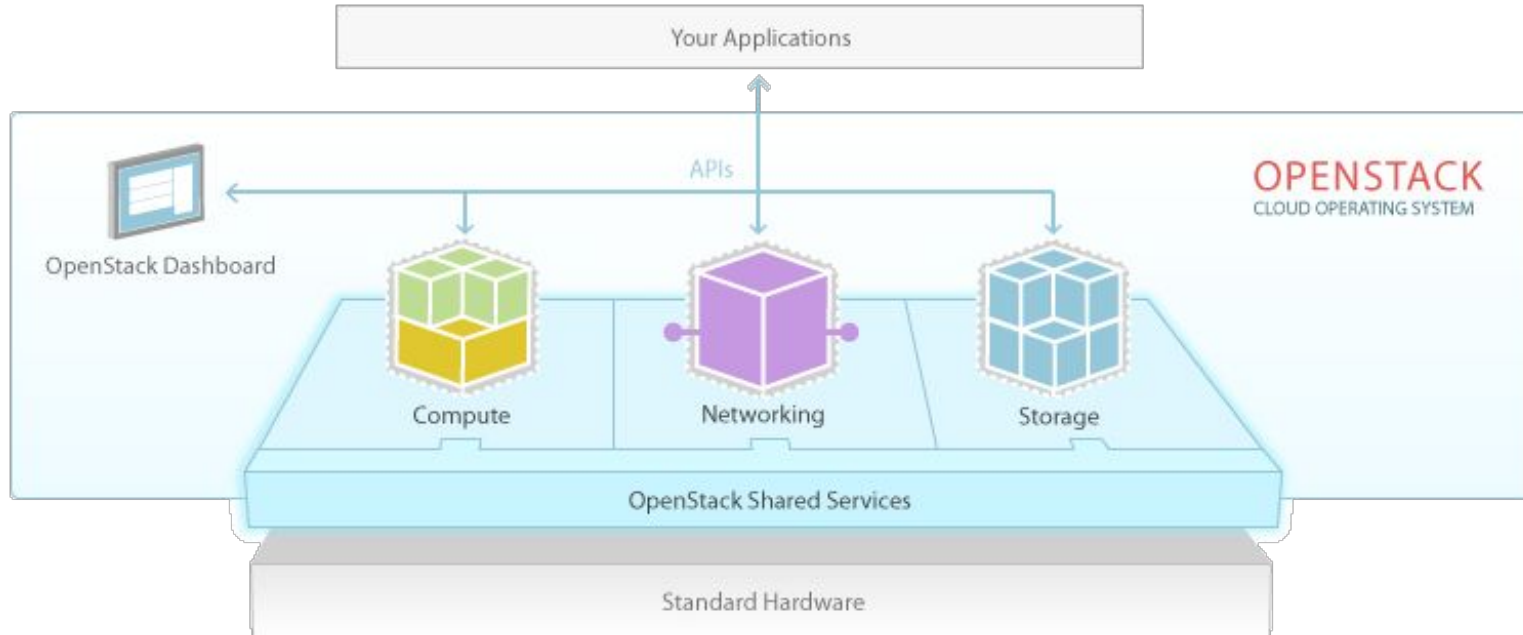 Your Applications
APIs
OPENSTACK
CLOUD OPERATING SYSTEM
OpenStack Dashboard
Compute
Networking
Storage
OpenStack Shared Services
Standard Hardware